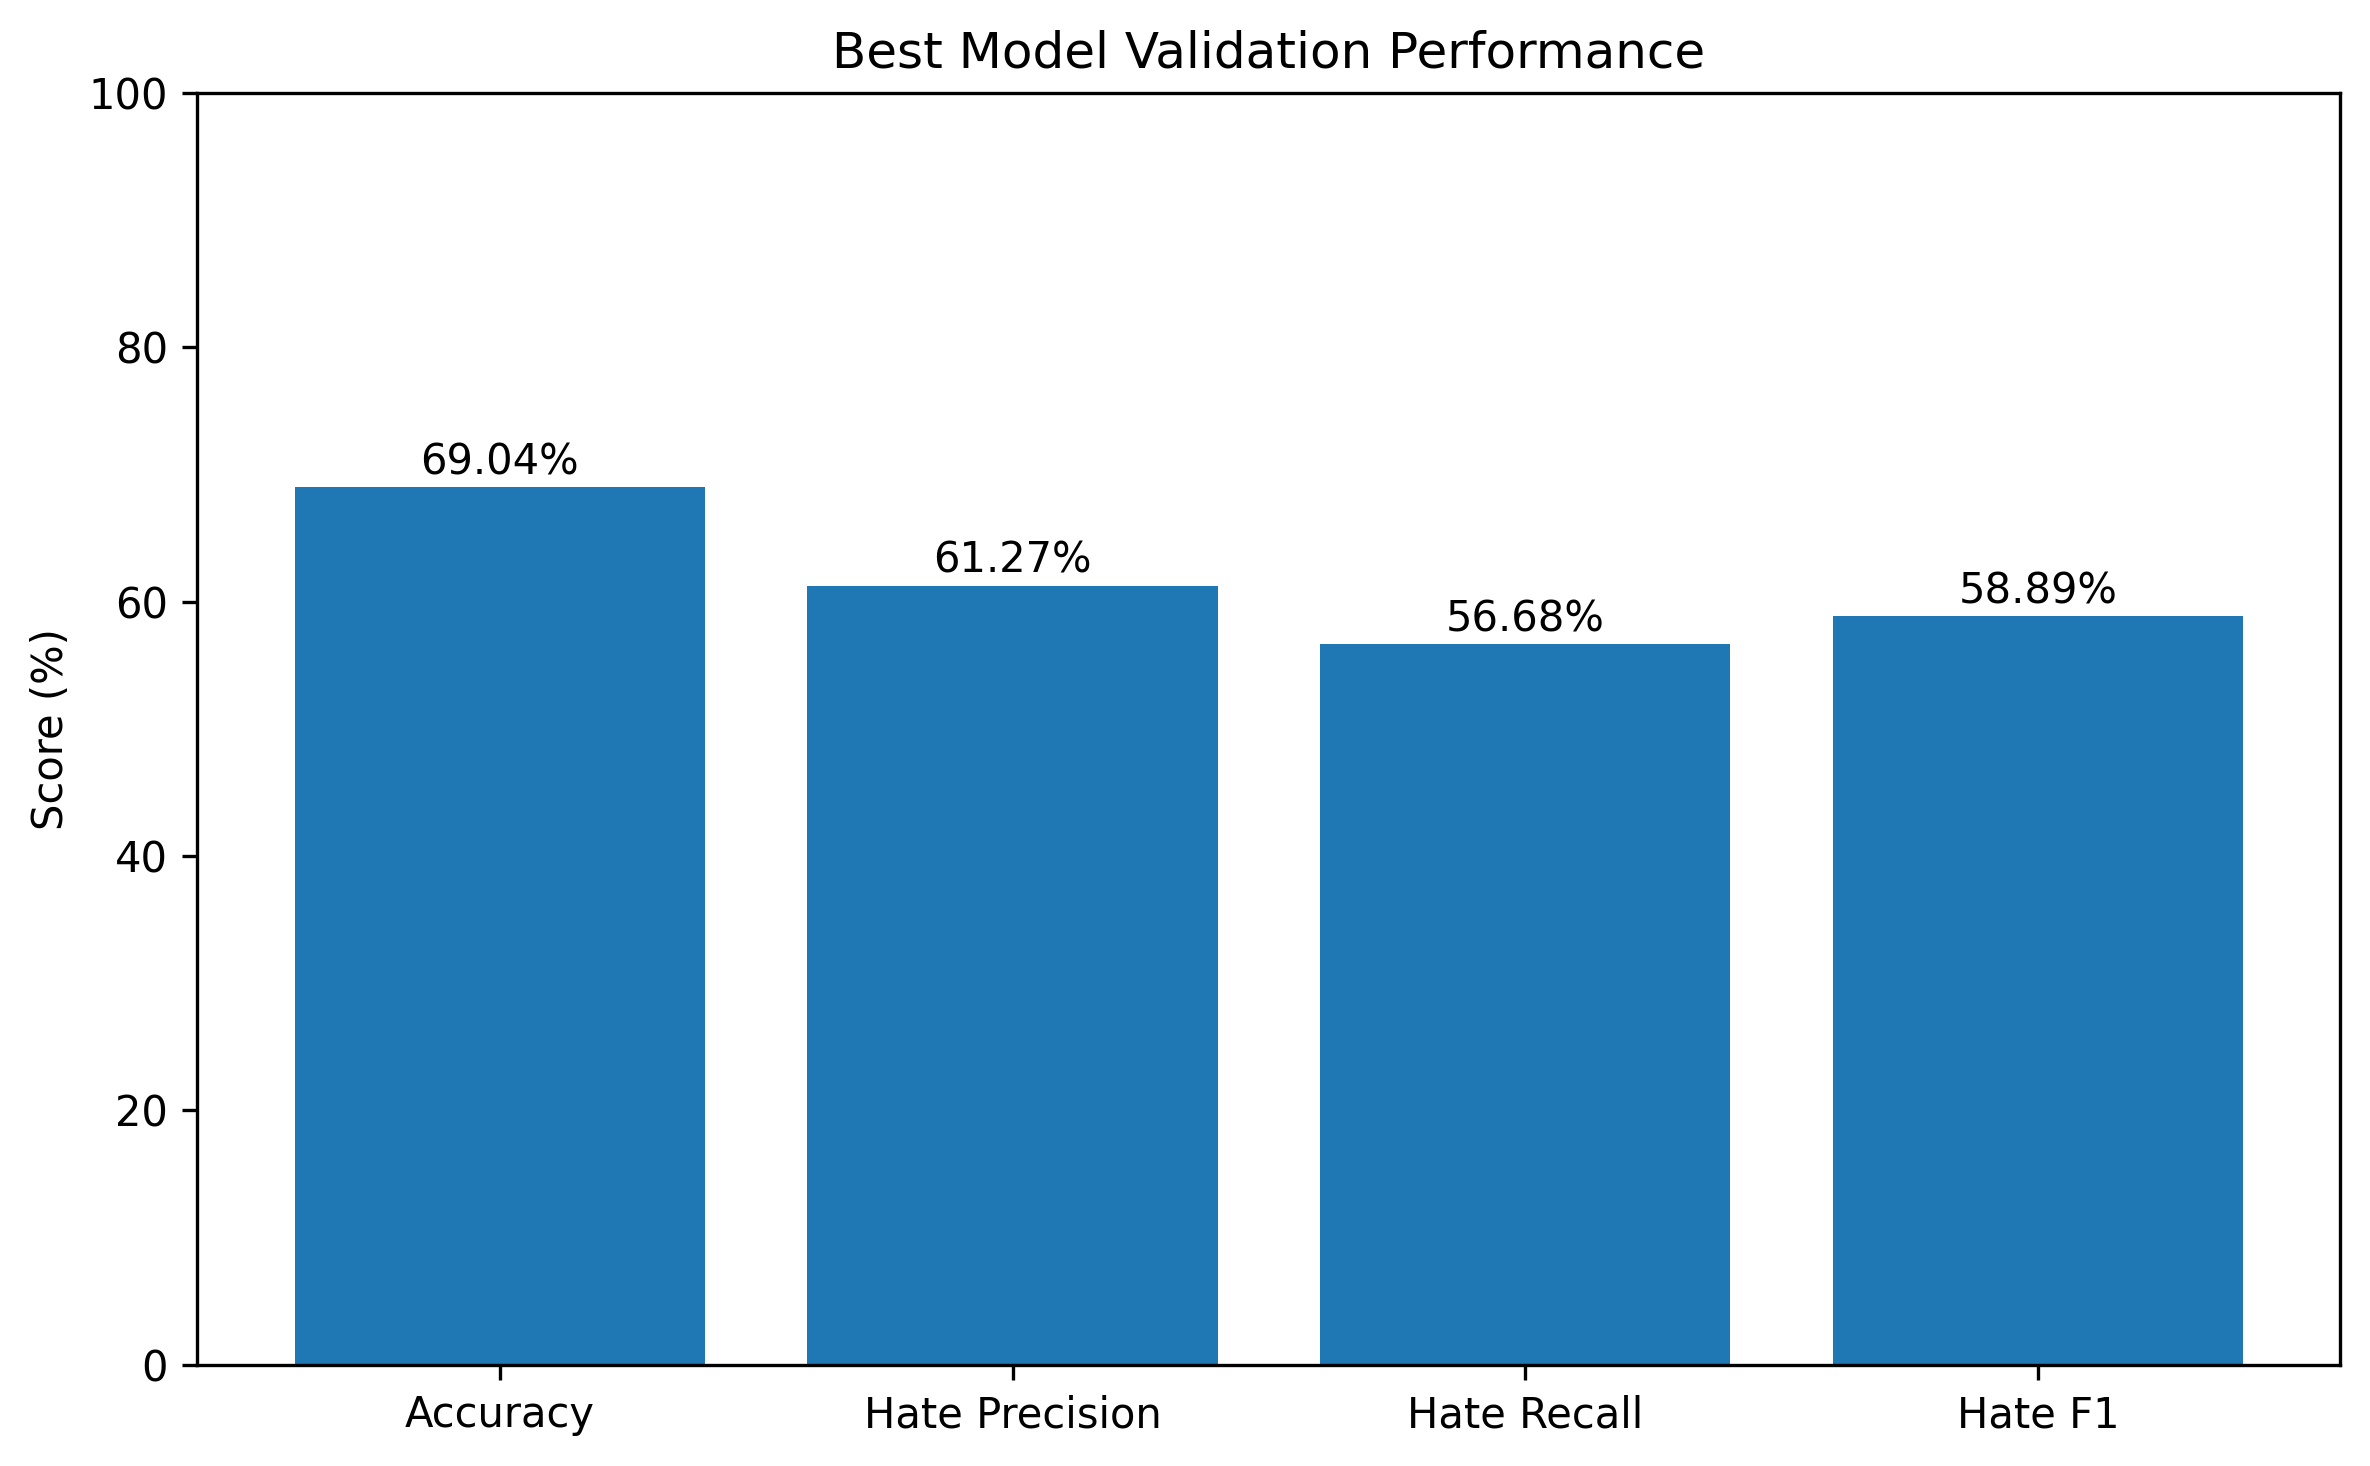 Best Model Validation Performance
100
80
60
40
20
0
Score (%)
69.04%
61.27%
56.68%
58.89%
Accuracy
Hate Precision
Hate Recall
Hate F1